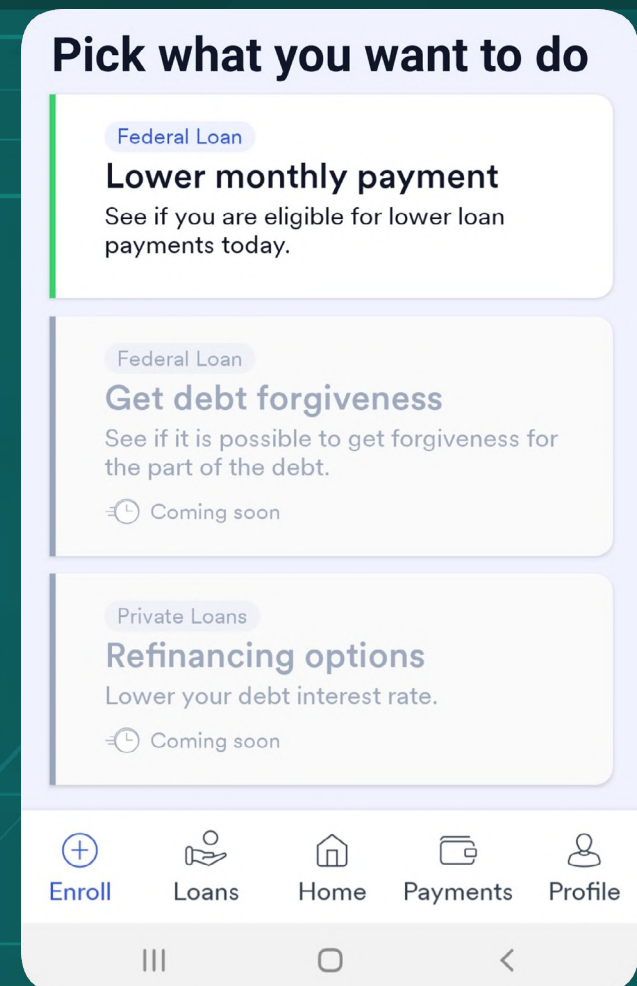 Pick what you want to do
Federal Loan
Lower monthly payment
See if you are eligible for lower loan
payments today.
Federal Loan
Get debt forgiveness
See if it is possible to get forgiveness for
the part of the debt.
Coming soon
Private Loans
Refinancing options
Lower your debt interest rate.
Coming soon
Enroll Loans Home Payments Profile